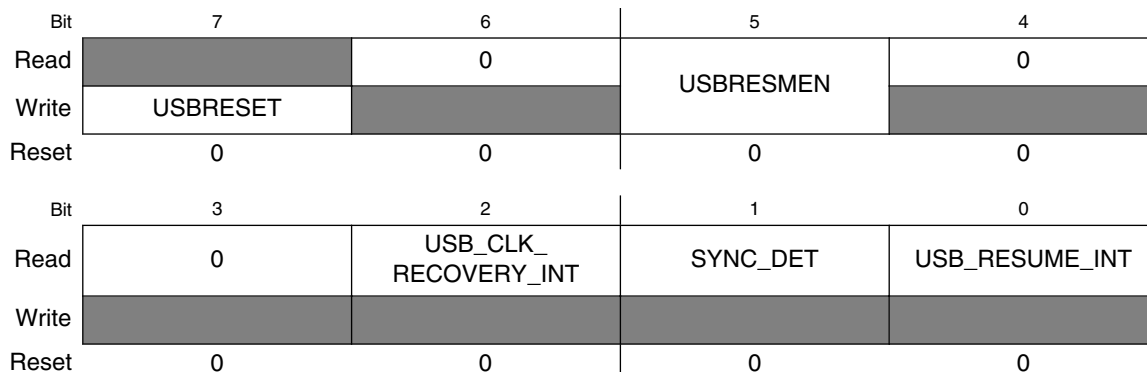 Bit 7 6 5 4
Read 0 USBRESMEN 0
Write USBRESET
Reset 0 0 0 0
Bit 3 2 1 0
Read 0 USB_CLK_ RECOVERY_INT SYNC_DET USB_RESUME_INT
Write
Reset 0 0 0 0